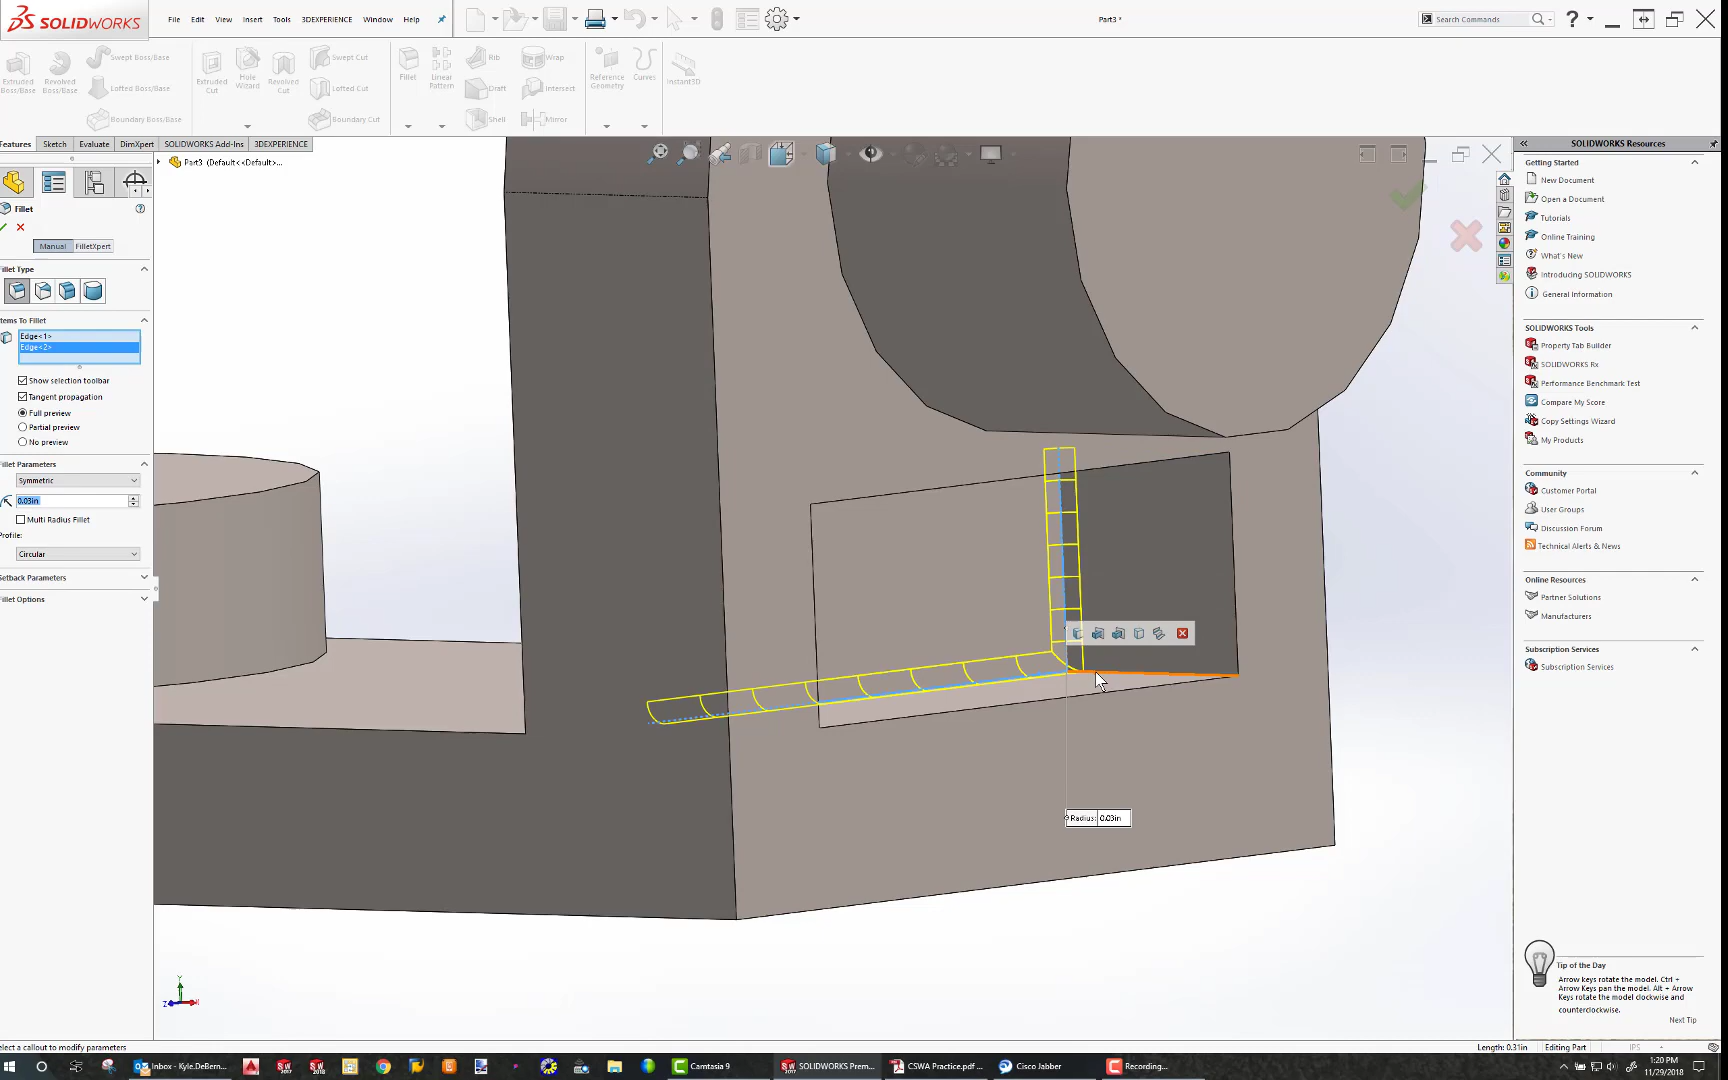 SOLIDWORKS
File Edit View Insert Tools 3DEXPERIENCE Window Help
Part3 *
Search Commands
Extruded Boss/Base
Revolved Boss/Base
Swept Boss/Base
Lofted Boss/Base
Boundary Boss/Base
Extruded Cut
Hole Wizard
Revolved Cut
Swept Cut
Lofted Cut
Boundary Cut
Fillet
Linear Pattern
Rib
Draft
Shell
Wrap
Intersect
Mirror
Reference Geometry
Curves
Instant3D
Features Sketch Evaluate DimXpert SOLIDWORKS Add-Ins 3DEXPERIENCE
Part3 (Default<<Default>...
Fillet
Manual FilletXpert
Fillet Type
Items To Fillet
Edge<1>
Edge<2>
Show selection toolbar
Tangent propagation
Full preview
Partial preview
No preview
Fillet Parameters
Symmetric
0.03in
Multi Radius Fillet
Profile:
Circular
Setback Parameters
Fillet Options
Radius: 0.03in
Y
Z
SOLIDWORKS Resources
Getting Started
New Document
Open a Document
Tutorials
Online Training
What's New
Introducing SOLIDWORKS
General Information
SOLIDWORKS Tools
Property Tab Builder
SOLIDWORKS Rx
Performance Benchmark Test
Compare My Score
Copy Settings Wizard
My Products
Community
Customer Portal
User Groups
Discussion Forum
Technical Alerts & News
Online Resources
Partner Solutions
Manufacturers
Subscription Services
Subscription Services
Tip of the Day
Arrow keys rotate the model. Ctrl +
Arrow Keys pan the model. Alt + Arrow
Keys rotate the model clockwise and
counterclockwise.
Next Tip
Select a callout to modify parameters
Length: 0.31in Editing Part IPS
Inbox - Kyle.DeBern...
Camtasia 9
SOLIDWORKS Prem...
CSWA Practice.pdf ...
Cisco Jabber
Recording...
1:20 PM
11/29/2018